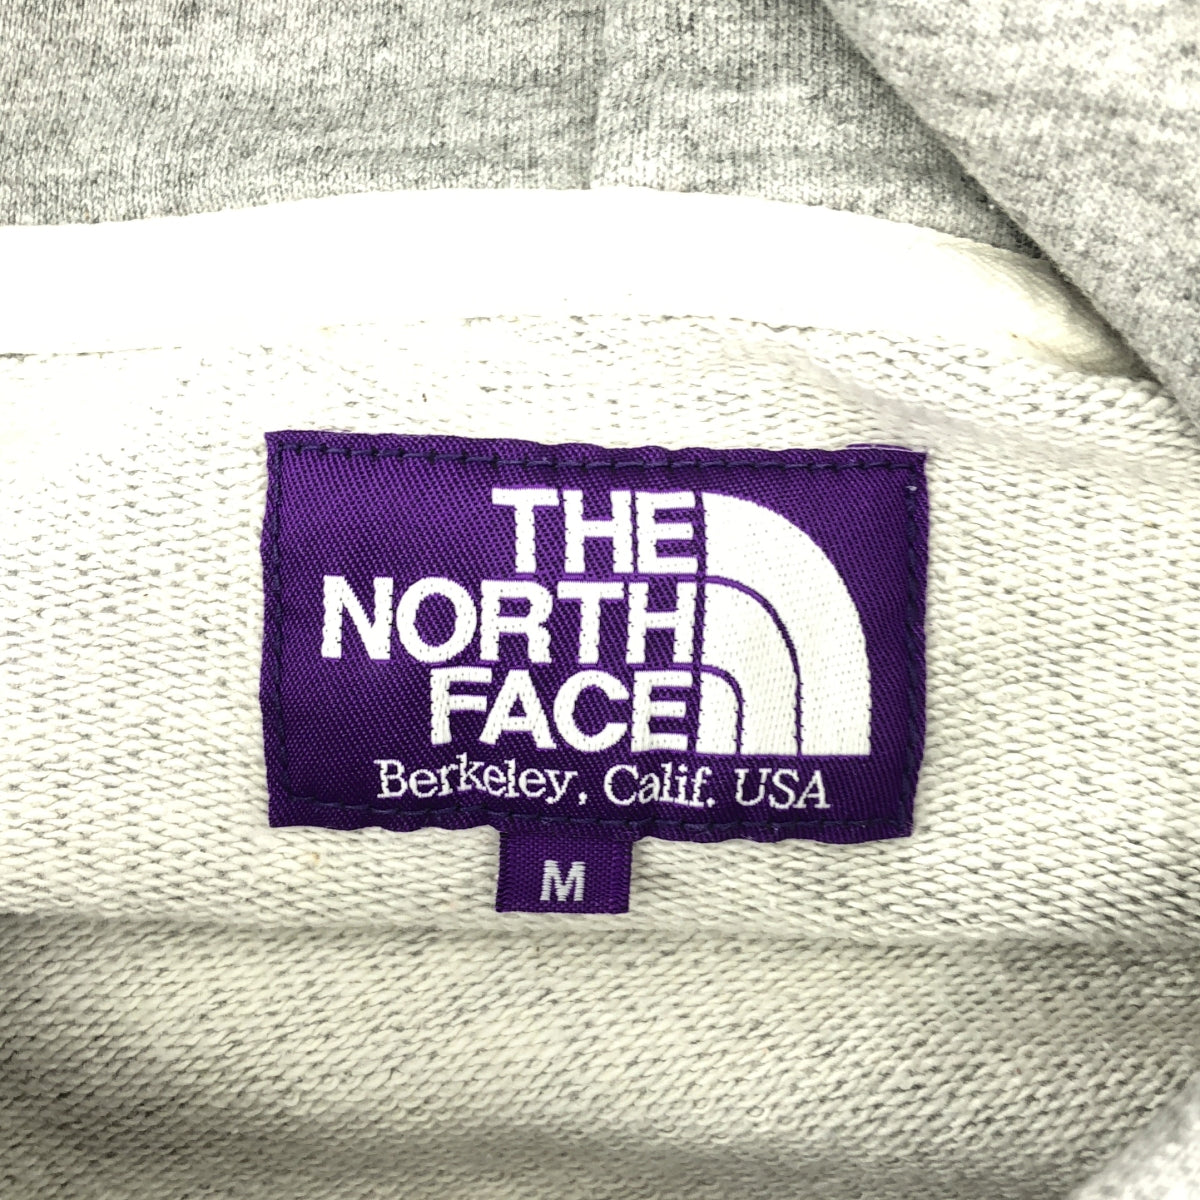 THE
NORTH
FACE
Berkeley, Calif. USA
M